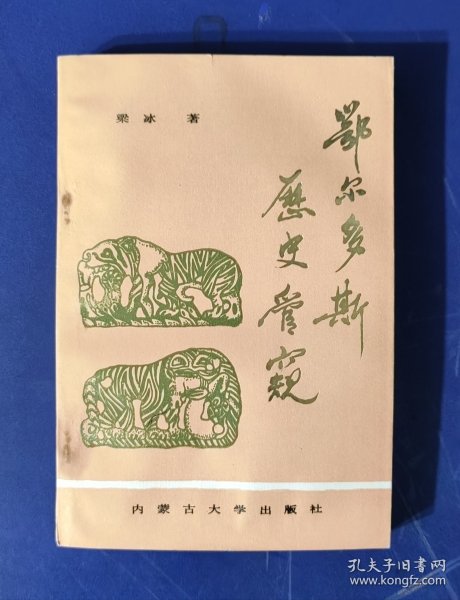 梁冰 著
鄂尔多斯
历史管窥
内蒙古大学出版社
孔夫子旧书网
www.kongfz.com